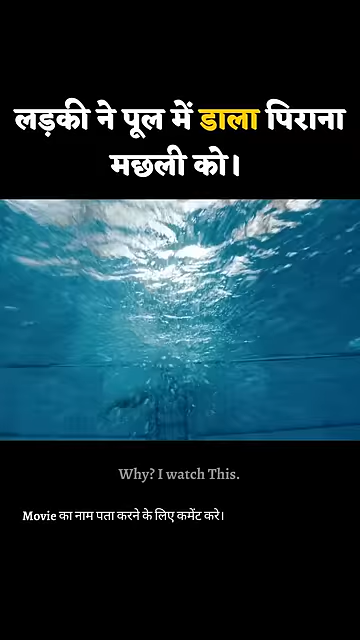 लड़की ने पूल में डाला पिराना
मछली को।
Why? I watch This.
Movie का नाम पता करने के लिए कमेंट करे।